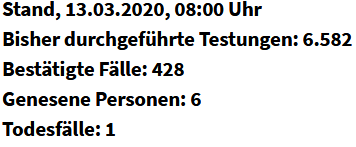 Stand, 13.03.2020, 08:00 Uhr
Bisher durchgeführte Testungen: 6.582
Bestätigte Fälle: 428
Genesene Personen: 6
Todesfälle: 1